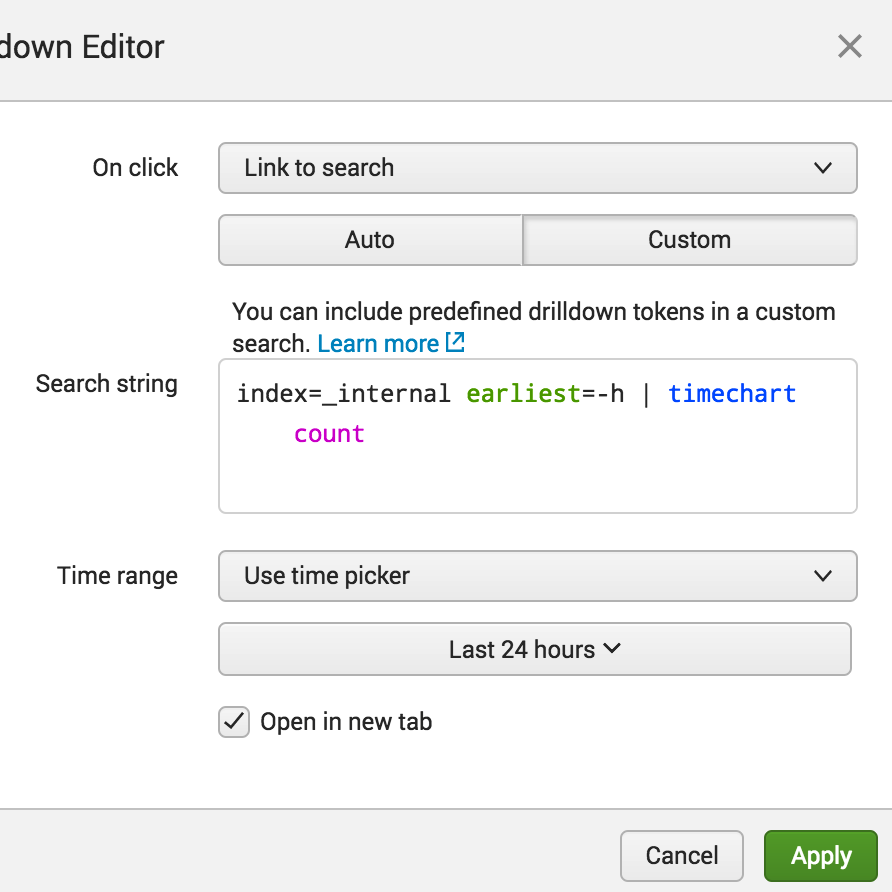 down Editor
On click
Link to search
Auto
Custom
You can include predefined drilldown tokens in a custom
search. Learn more
Search string
index=_internal earliest=-h | timechart
count
Time range
Use time picker
Last 24 hours
Open in new tab
Cancel
Apply